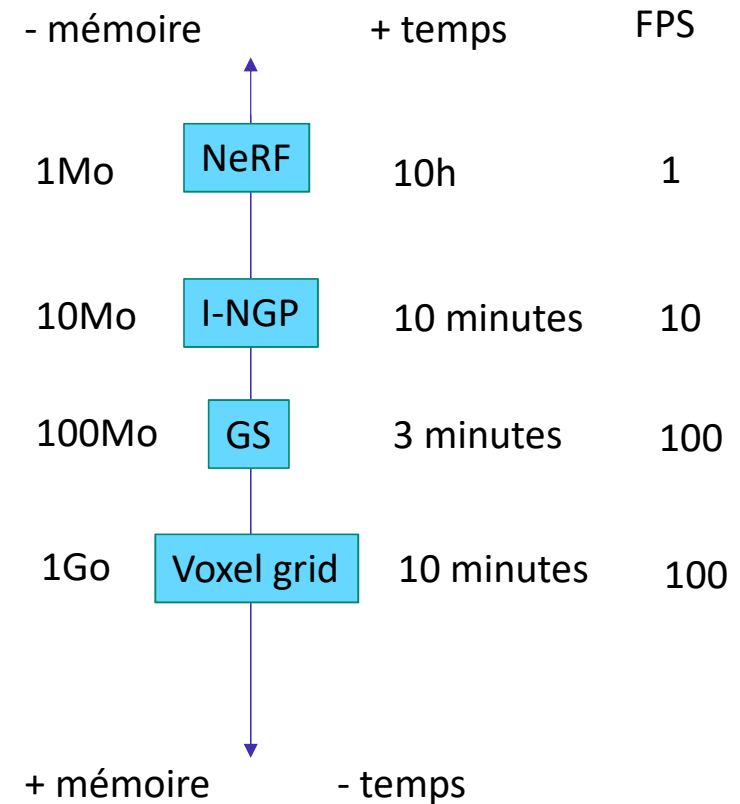 - mémoire + temps FPS
1Mo NeRF 10h 1
10Mo I-NGP 10 minutes 10
100Mo GS 3 minutes 100
1Go Voxel grid 10 minutes 100
+ mémoire - temps